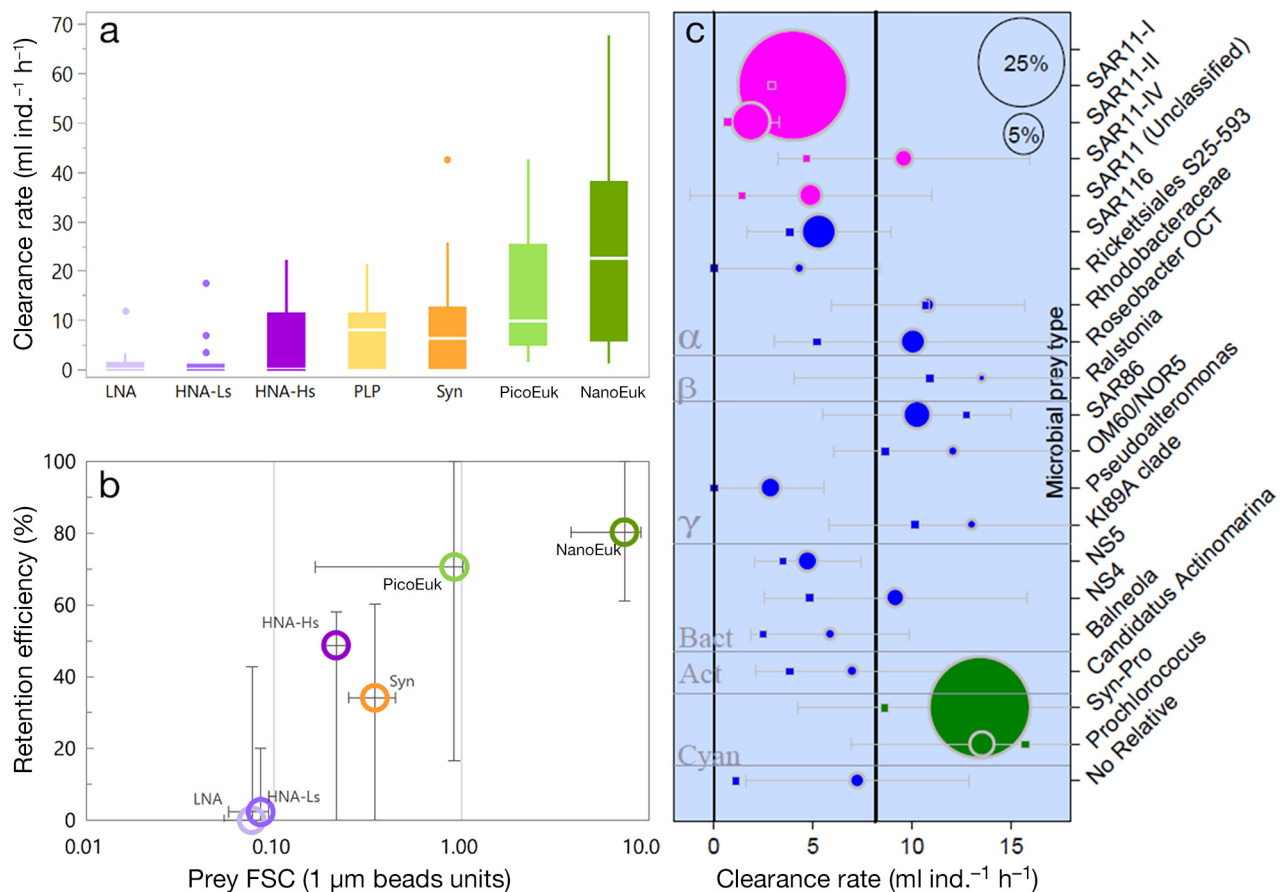 a
Clearance rate (ml ind.⁻¹ h⁻¹)
70
60
50
40
30
20
10
0
LNA
HNA-Ls
HNA-Hs
PLP
Syn
PicoEuk
NanoEuk
b
Retention efficiency (%)
100
80
60
40
20
0
NanoEuk
PicoEuk
HNA-Hs
Syn
LNA
HNA-Ls
0.01
0.10
1.00
10.0
Prey FSC (1 µm beads units)
c
25%
5%
SAR11-I
SAR11-II
SAR11-IV
SAR11 (Unclassified)
SAR116
Rickettsiales S25-593
Rhodobacteraceae
Roseobacter OCT
Ralstonia
SAR86
OM60/NOR5
Pseudoalteromonas
KI89A clade
NS5
NS4
Balneola
Candidatus Actinomarina
Syn-Pro
Prochlorococus
No Relative
Microbial prey type
α
β
γ
Bact
Act
Cyan
0
5
10
15
Clearance rate (ml ind.⁻¹ h⁻¹)